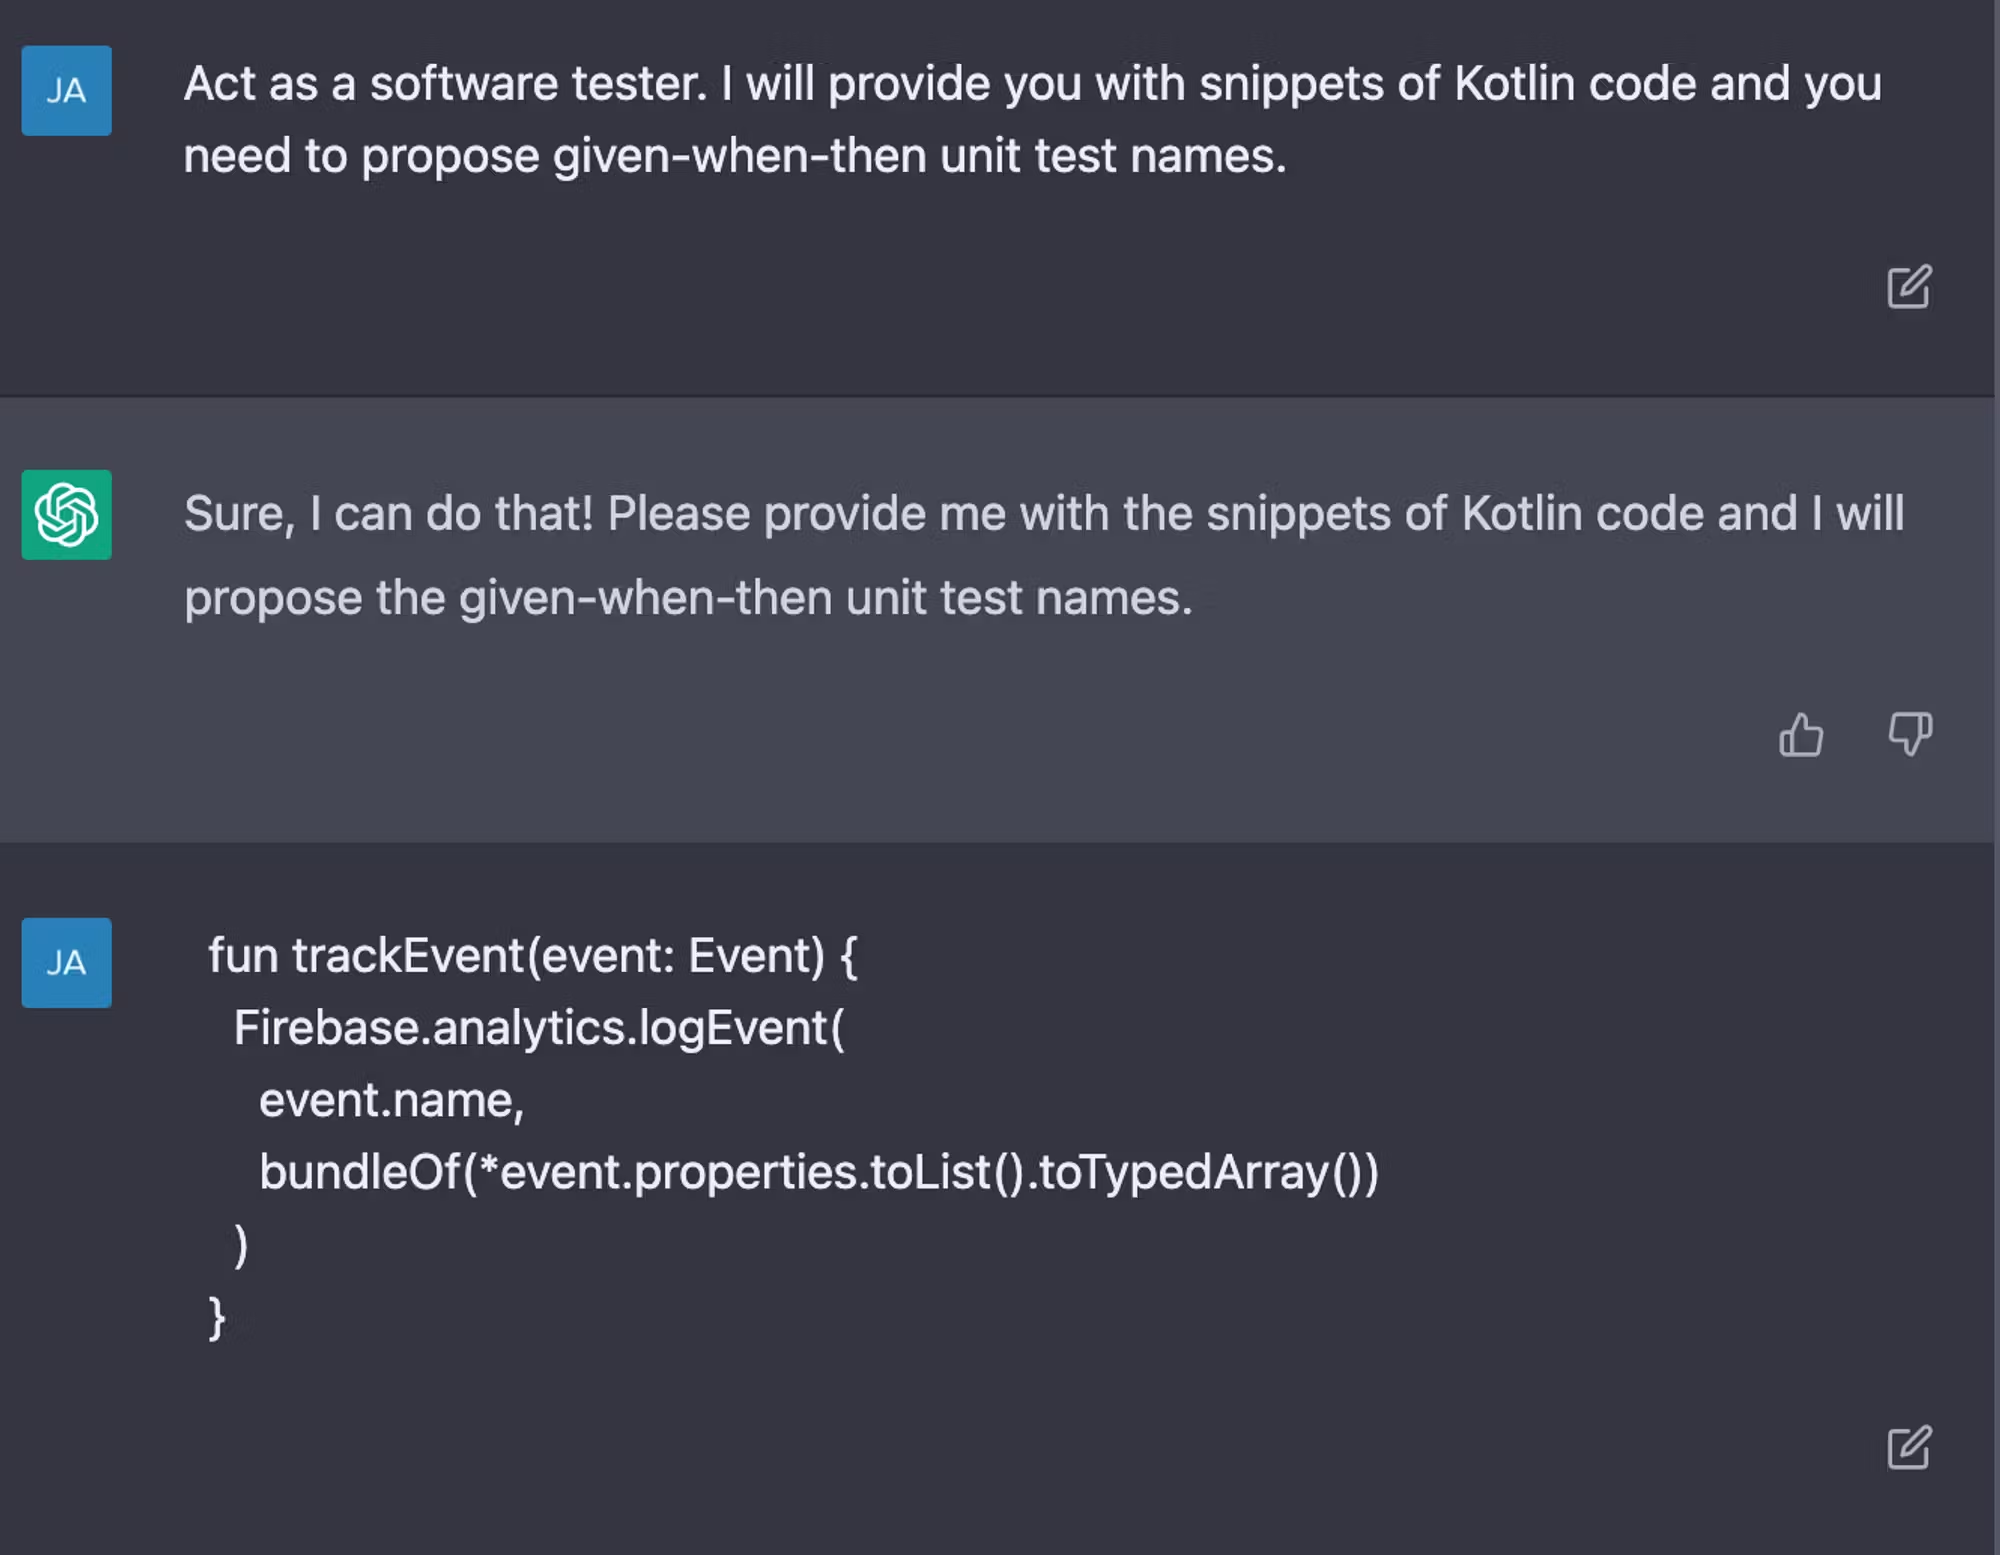 JA
Act as a software tester. I will provide you with snippets of Kotlin code and you
need to propose given-when-then unit test names.
Sure, I can do that! Please provide me with the snippets of Kotlin code and I will
propose the given-when-then unit test names.
JA
fun trackEvent(event: Event) {
Firebase.analytics.logEvent(
event.name,
bundleOf(*event.properties.toList().toTypedArray())
)
}